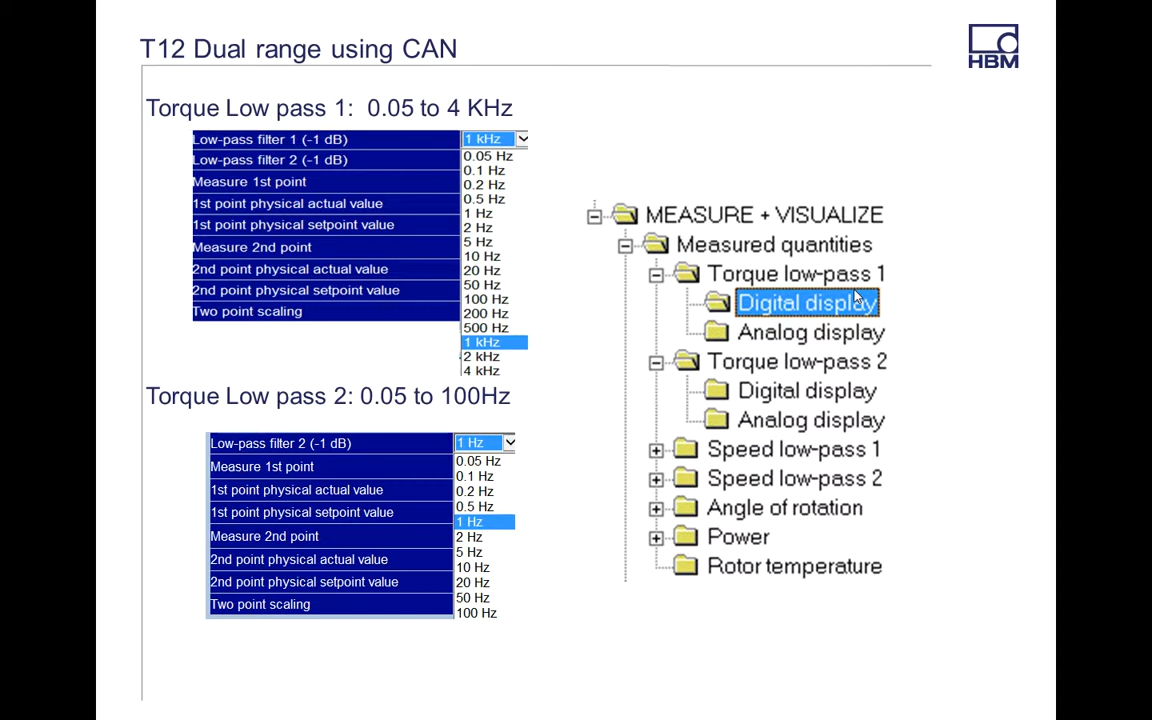 T12 Dual range using CAN
HBM
Torque Low pass 1: 0.05 to 4 KHz
Low-pass filter 1 (-1 dB) 1 kHz
Low-pass filter 2 (-1 dB)
Measure 1st point
1st point physical actual value
1st point physical setpoint value
Measure 2nd point
2nd point physical actual value
2nd point physical setpoint value
Two point scaling
0.05 Hz
0.1 Hz
0.2 Hz
0.5 Hz
1 Hz
2 Hz
5 Hz
10 Hz
20 Hz
50 Hz
100 Hz
200 Hz
500 Hz
1 kHz
2 kHz
4 kHz
Torque Low pass 2: 0.05 to 100Hz
Low-pass filter 2 (-1 dB) 1 Hz
Measure 1st point
1st point physical actual value
1st point physical setpoint value
Measure 2nd point
2nd point physical actual value
2nd point physical setpoint value
Two point scaling
0.05 Hz
0.1 Hz
0.2 Hz
0.5 Hz
1 Hz
2 Hz
5 Hz
10 Hz
20 Hz
50 Hz
100 Hz
MEASURE + VISUALIZE
Measured quantities
Torque low-pass 1
Digital display
Analog display
Torque low-pass 2
Digital display
Analog display
Speed low-pass 1
Speed low-pass 2
Angle of rotation
Power
Rotor temperature